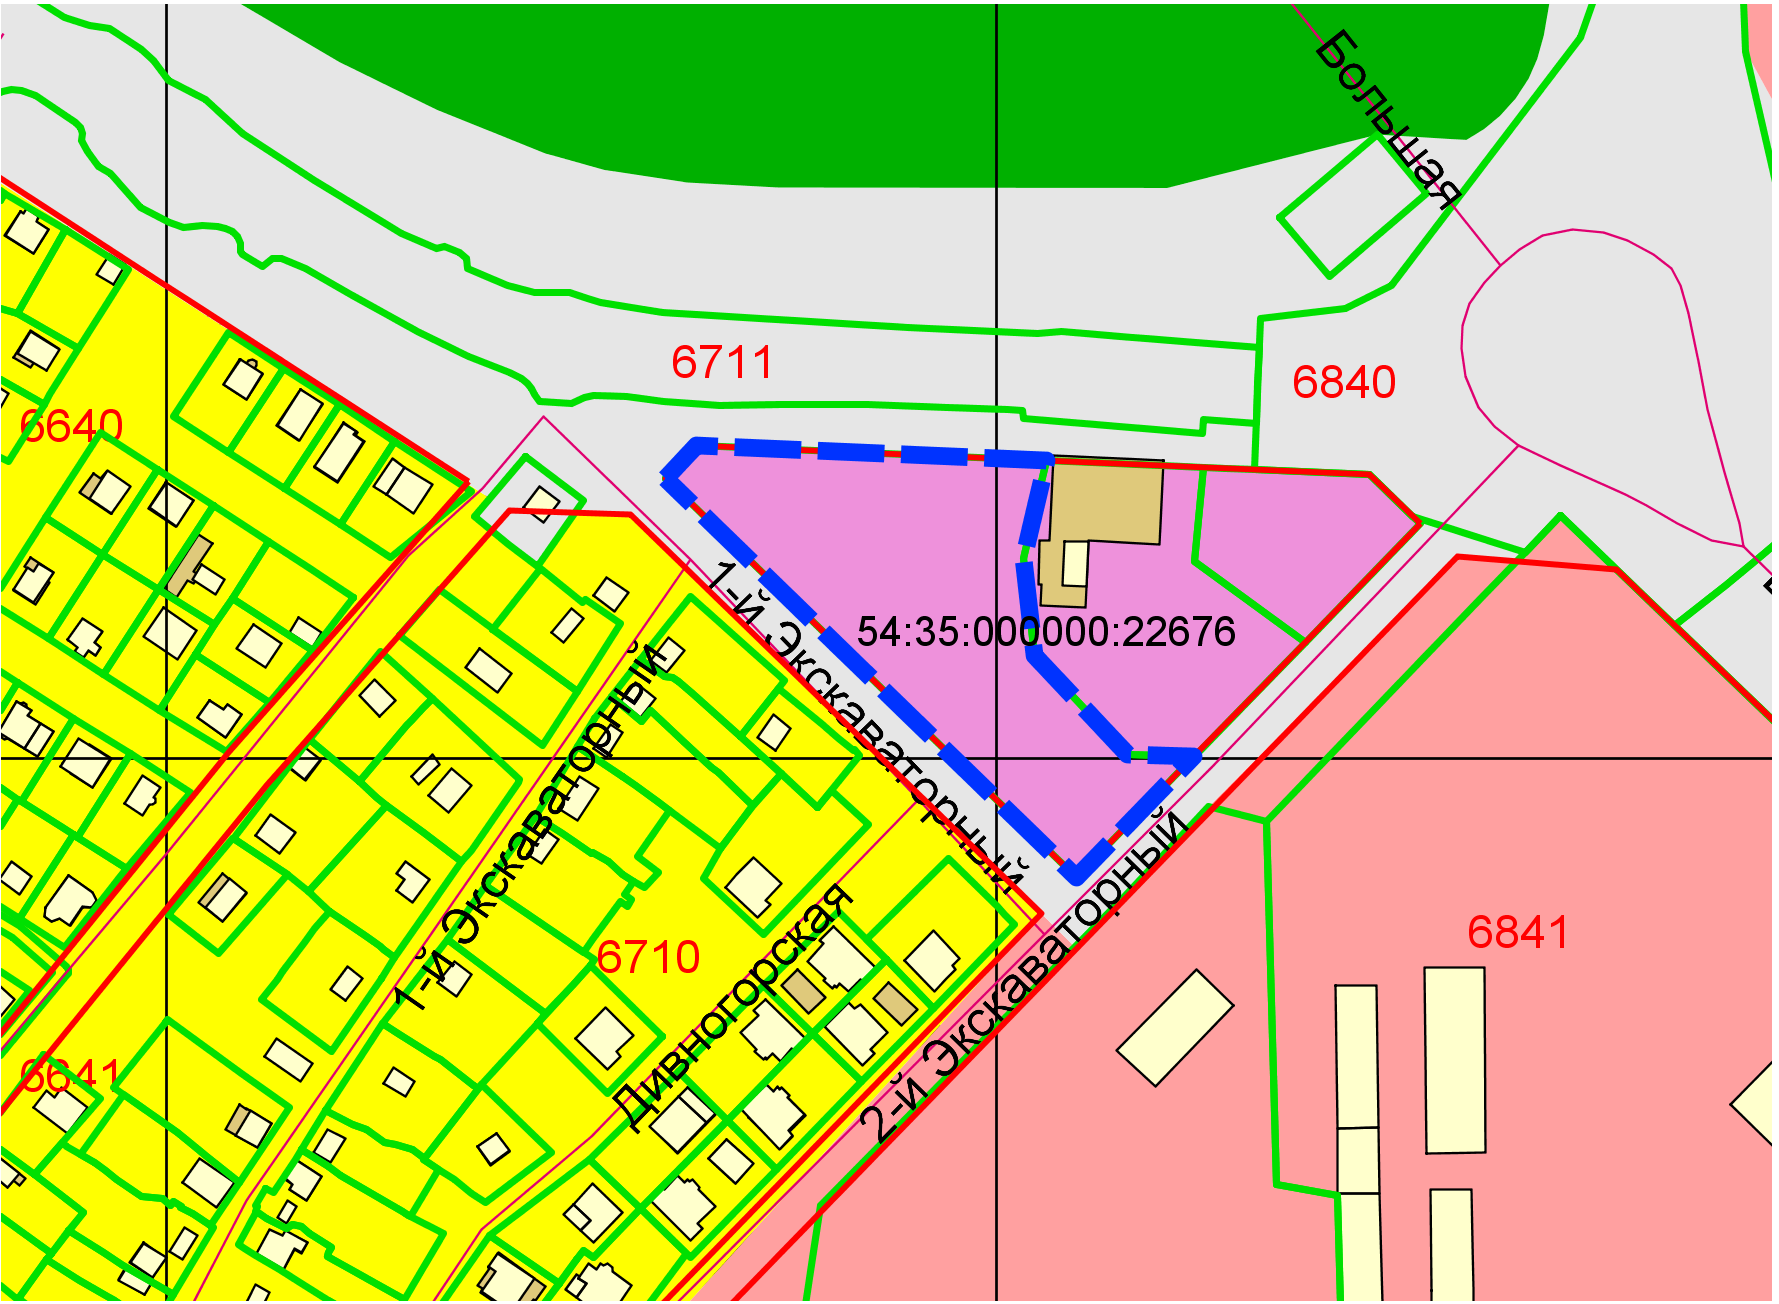 Большая
6711
6840
6640
1-й Экскаваторный
54:35:000000:22676
1-й Экскаваторный
2-й Экскаваторный
Дивногорская
6710
6841
6641